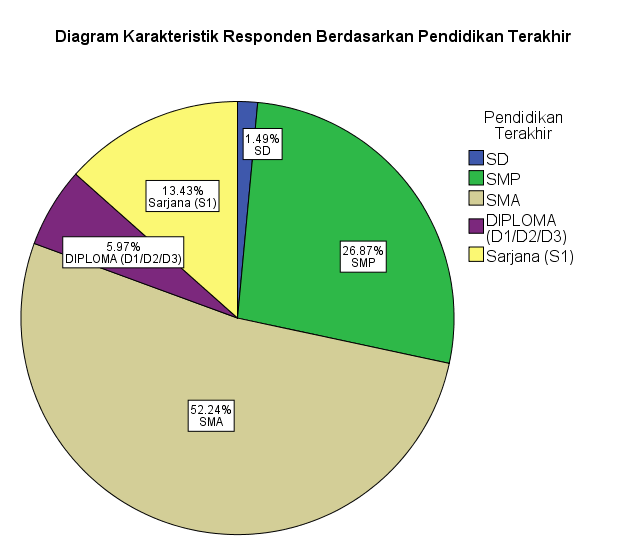 Diagram Karakteristik Responden Berdasarkan Pendidikan Terakhir
Pendidikan
Terakhir
SD
SMP
SMA
DIPLOMA
(D1/D2/D3)
Sarjana (S1)
1.49%
SD
26.87%
SMP
52.24%
SMA
5.97%
DIPLOMA (D1/D2/D3)
13.43%
Sarjana (S1)